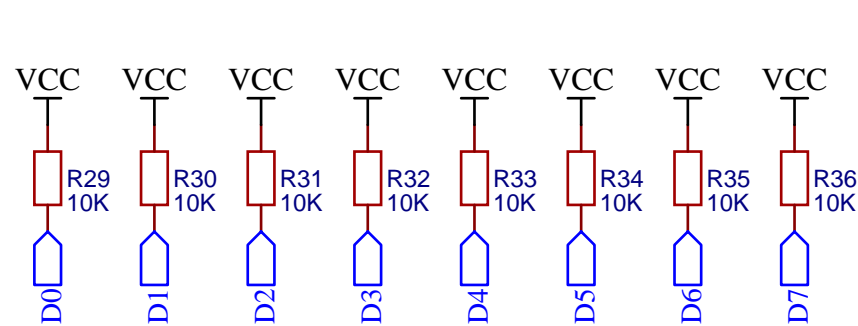 VCC VCC VCC VCC VCC VCC VCC VCC
R29 R30 R31 R32 R33 R34 R35 R36
10K 10K 10K 10K 10K 10K 10K 10K
D0 D1 D2 D3 D4 D5 D6 D7